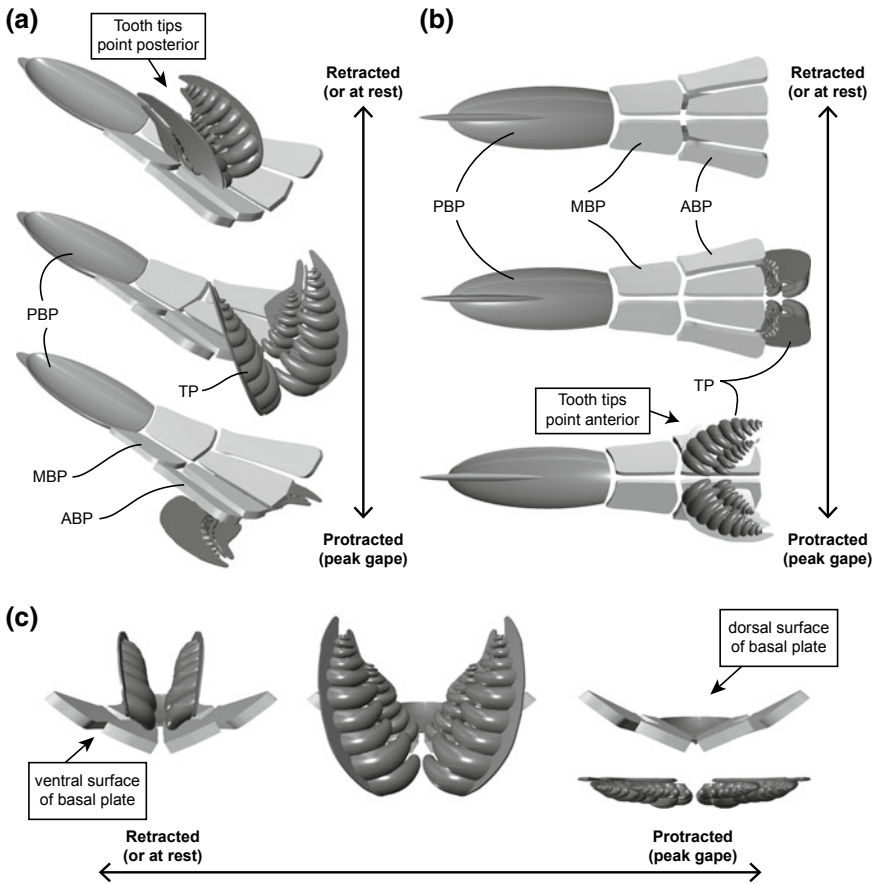 (a)
Tooth tips
point posterior
Retracted
(or at rest)
PBP
TP
MBP
ABP
Protracted
(peak gape)
(b)
Retracted
(or at rest)
PBP
MBP
ABP
TP
Tooth tips
point anterior
Protracted
(peak gape)
(c)
dorsal surface
of basal plate
ventral surface
of basal plate
Retracted
(or at rest)
Protracted
(peak gape)